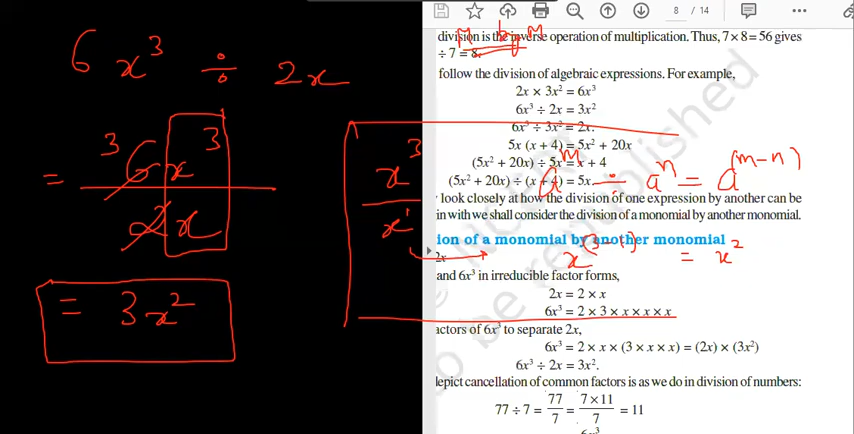 6x³ ÷ 2x
= 6x³ / 2x
3
= 3x²
x³ / x¹
8 / 14
M by M
division is the inverse operation of multiplication. Thus, 7 × 8 = 56 gives
÷ 7 = 8.
follow the division of algebraic expressions. For example,
2x × 3x² = 6x³
6x³ ÷ 2x = 3x²
6x³ ÷ 3x² = 2x.
5x (x + 4) = 5x² + 20x
(5x² + 20x) ÷ 5x = x + 4
(5x² + 20x) ÷ (x + 4) = 5x.
aᵐ ÷ aⁿ = a⁽ᵐ⁻ⁿ⁾
look closely at how the division of one expression by another can be
in with we shall consider the division of a monomial by another monomial.
ion of a monomial by another monomial
x⁽³⁻¹⁾ = x²
2x
and 6x³ in irreducible factor forms,
2x = 2 × x
6x³ = 2 × 3 × x × x × x
actors of 6x³ to separate 2x,
6x³ = 2 × x × (3 × x × x) = (2x) × (3x²)
6x³ ÷ 2x = 3x².
depict cancellation of common factors is as we do in division of numbers:
77 ÷ 7 = 77/7 = 7 × 11/7 = 11
6x³
to be republished